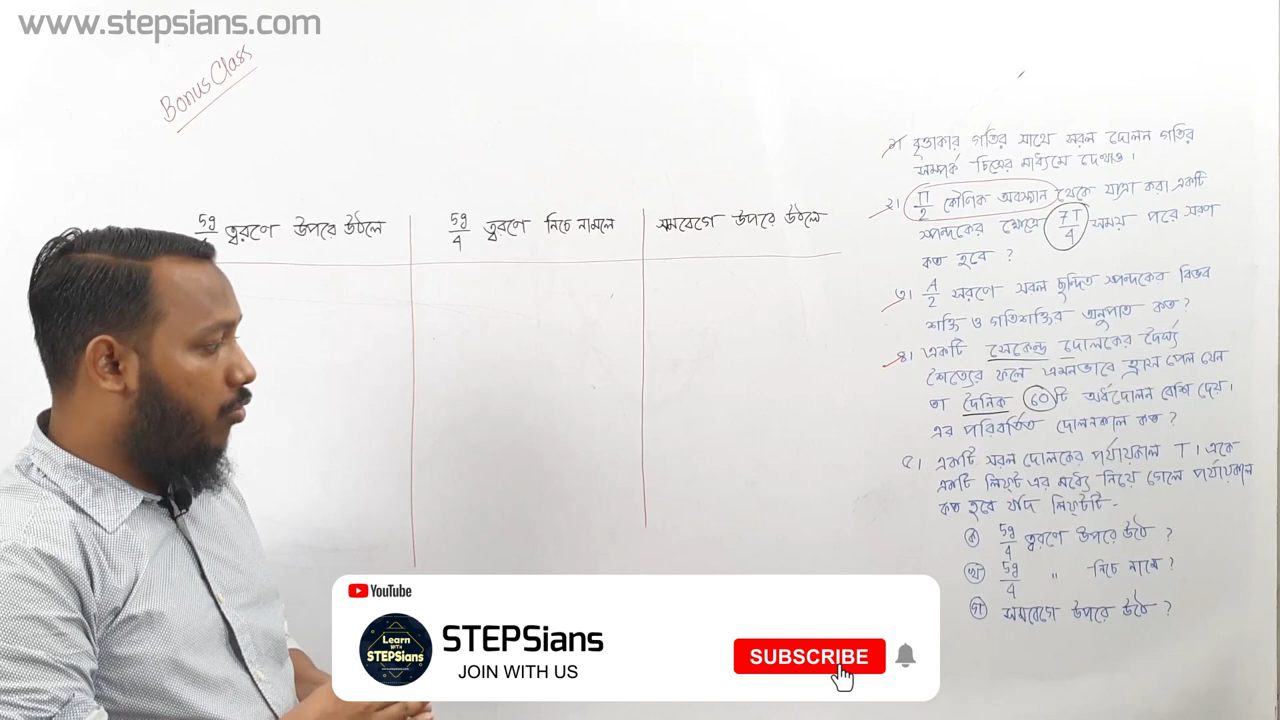 www.stepsians.com
Bonus Class
5g/4 ত্বরণে উপরে উঠলে
5g/4 ত্বরণে নিচে নামলে
সমবেগে উপরে উঠলে
১। বৃত্তাকার গতির সাথে সরল দোলন গতির
সম্পর্ক চিত্রের মাধ্যমে দেখাও।
২। π/2 কৌণিক অবস্থান থেকে যাত্রা করা একটি
স্পন্দকের ক্ষেত্রে 7T/4 সময় পরে সরণ
কত হবে ?
৩। A/2 সরণে সরল ছন্দিত স্পন্দকের বিভব
শক্তি ও গতিশক্তির অনুপাত কত?
৪। একটি সেকেন্ড দোলকের দৈর্ঘ্য
শৈত্যের ফলে এমনভাবে হ্রাস পেল যেন
তা দৈনিক 60টি অর্ধদোলন বেশি দেয়।
এর পরিবর্তিত দোলনকাল কত ?
৫। একটি সরল দোলকের পর্যায়কাল T। একে
একটি লিফ্ট এর মধ্যে নিয়ে গেলে পর্যায়কাল
কত হবে যদি লিফ্টটি-
ক 5g/4 ত্বরণে উপরে উঠে ?
খ 5g/4 " নিচে নামে ?
গ সমবেগে উপরে উঠে ?
YouTube
Learn
WITH
STEPSians
STEPSians
JOIN WITH US
SUBSCRIBE